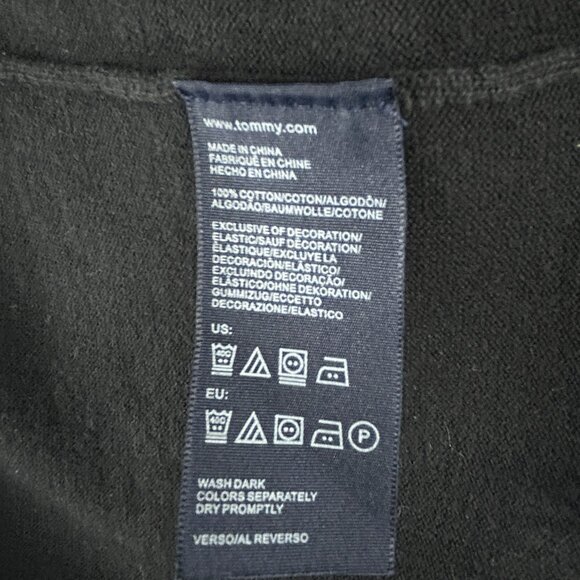 www.tommy.com
MADE IN CHINA
FABRIQUÉ EN CHINE
HECHO EN CHINA
100% COTTON/COTON/ALGODÓN/
ALGODÃO/BAUMWOLLE/COTONE
EXCLUSIVE OF DECORATION/
ELASTIC/SAUF DÉCORATION/
ÉLASTIQUE/EXCLUYE LA
DECORACIÓN/ELÁSTICO/
EXCLUINDO DECORAÇÃO/
ELÁSTICO/OHNE DEKORATION/
GUMMIZUG/ECCETTO
DECORAZIONE/ELASTICO
US:
40C
EU:
40C
P
WASH DARK
COLORS SEPARATELY
DRY PROMPTLY
VERSO/AL REVERSO